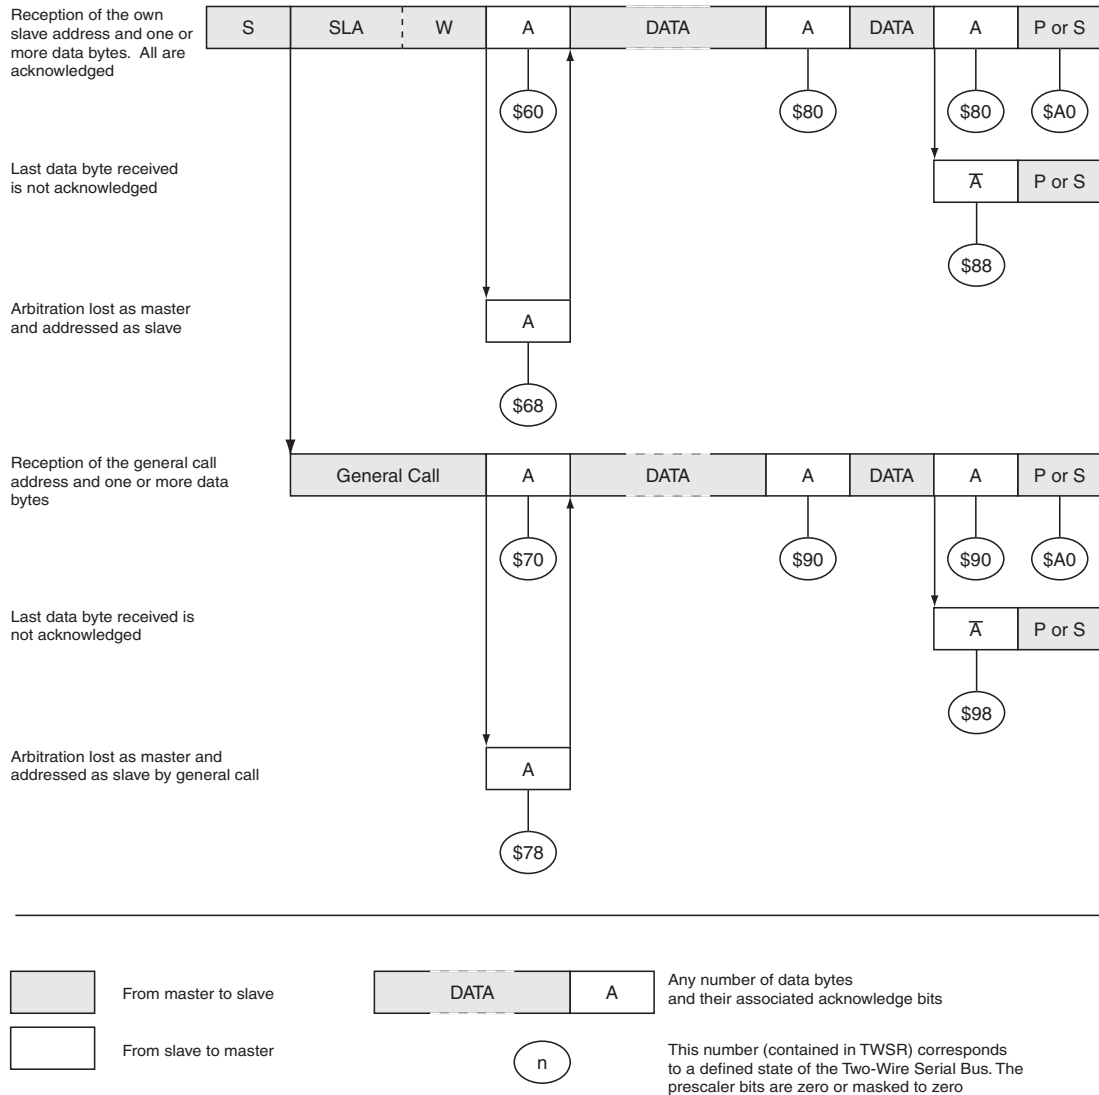 Reception of the own
slave address and one or
more data bytes.  All are
acknowledged
S SLA W A DATA A DATA A P or S
$60 $80 $80 $A0
Last data byte received
is not acknowledged
A̅ P or S
$88
Arbitration lost as master
and addressed as slave
A
$68
Reception of the general call
address and one or more data
bytes
General Call A DATA A DATA A P or S
$70 $90 $90 $A0
Last data byte received is
not acknowledged
A̅ P or S
$98
Arbitration lost as master and
addressed as slave by general call
A
$78
From master to slave
DATA A
Any number of data bytes
and their associated acknowledge bits
From slave to master
n
This number (contained in TWSR) corresponds
to a defined state of the Two-Wire Serial Bus. The
prescaler bits are zero or masked to zero